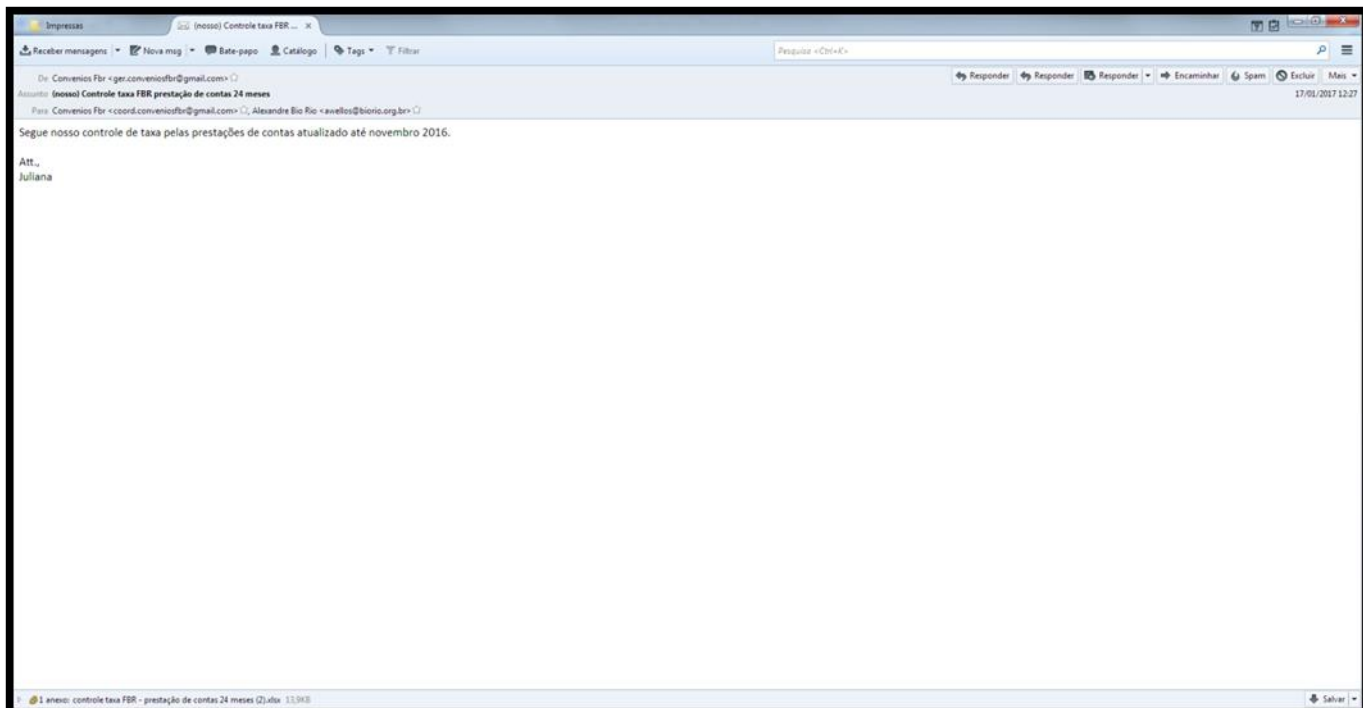 Impressas
(nosso) Controle taxa FBR ... ×
Receber mensagens Nova msg Bate-papo Catálogo Tags Filtrar
Pesquisa <Ctrl+K>
De Convenios Fbr <ger.conveniosfbr@gmail.com>
Responder Responder Responder Encaminhar Spam Excluir Mais
Assunto (nosso) Controle taxa FBR prestação de contas 24 meses
17/01/2017 12:27
Para Convenios Fbr <coord.conveniosfbr@gmail.com>, Alexandre Bio Rio <awellos@biorio.org.br>
Segue nosso controle de taxa pelas prestações de contas atualizado até novembro 2016.
Att.,
Juliana
1 anexo: controle taxa FBR - prestação de contas 24 meses (2).xlsx 13,9KB
Salvar